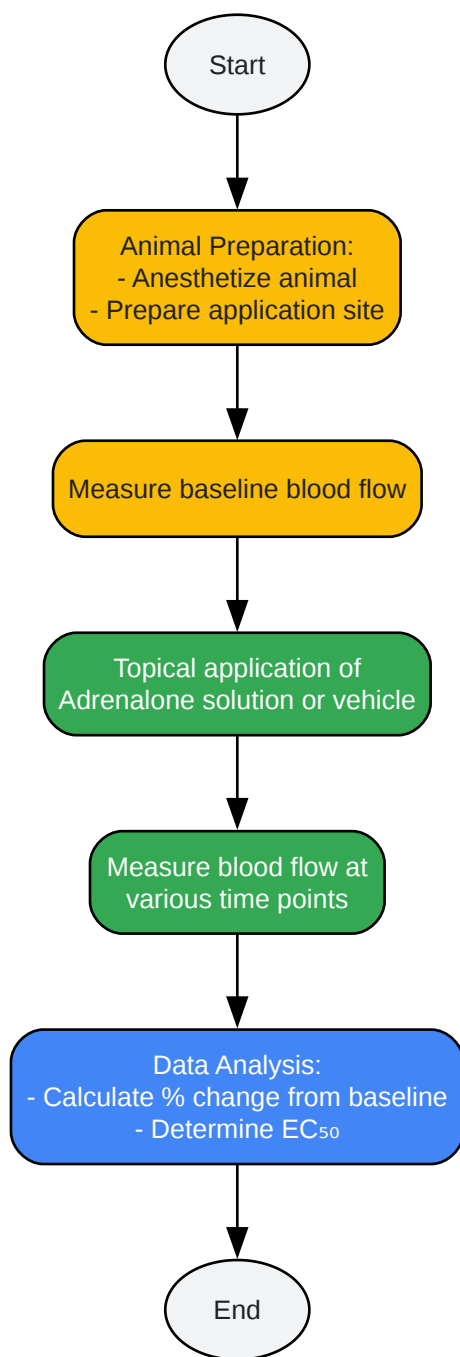 Start
Animal Preparation:
- Anesthetize animal
- Prepare application site
Measure baseline blood flow
Topical application of
Adrenalone solution or vehicle
Measure blood flow at
various time points
Data Analysis:
- Calculate % change from baseline
- Determine EC₅₀
End